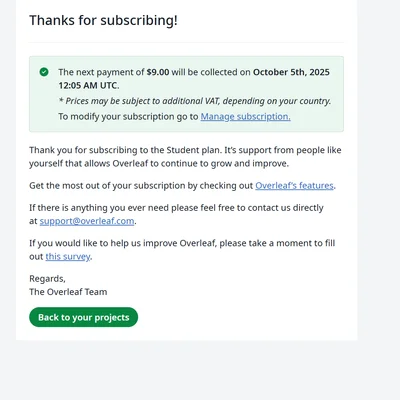 Thanks for subscribing!
The next payment of $9.00 will be collected on October 5th, 2025
12:05 AM UTC.
* Prices may be subject to additional VAT, depending on your country.
To modify your subscription go to Manage subscription.
Thank you for subscribing to the Student plan. It's support from people like
yourself that allows Overleaf to continue to grow and improve.
Get the most out of your subscription by checking out Overleaf's features.
If there is anything you ever need please feel free to contact us directly
at support@overleaf.com.
If you would like to help us improve Overleaf, please take a moment to fill
out this survey.
Regards,
The Overleaf Team
Back to your projects